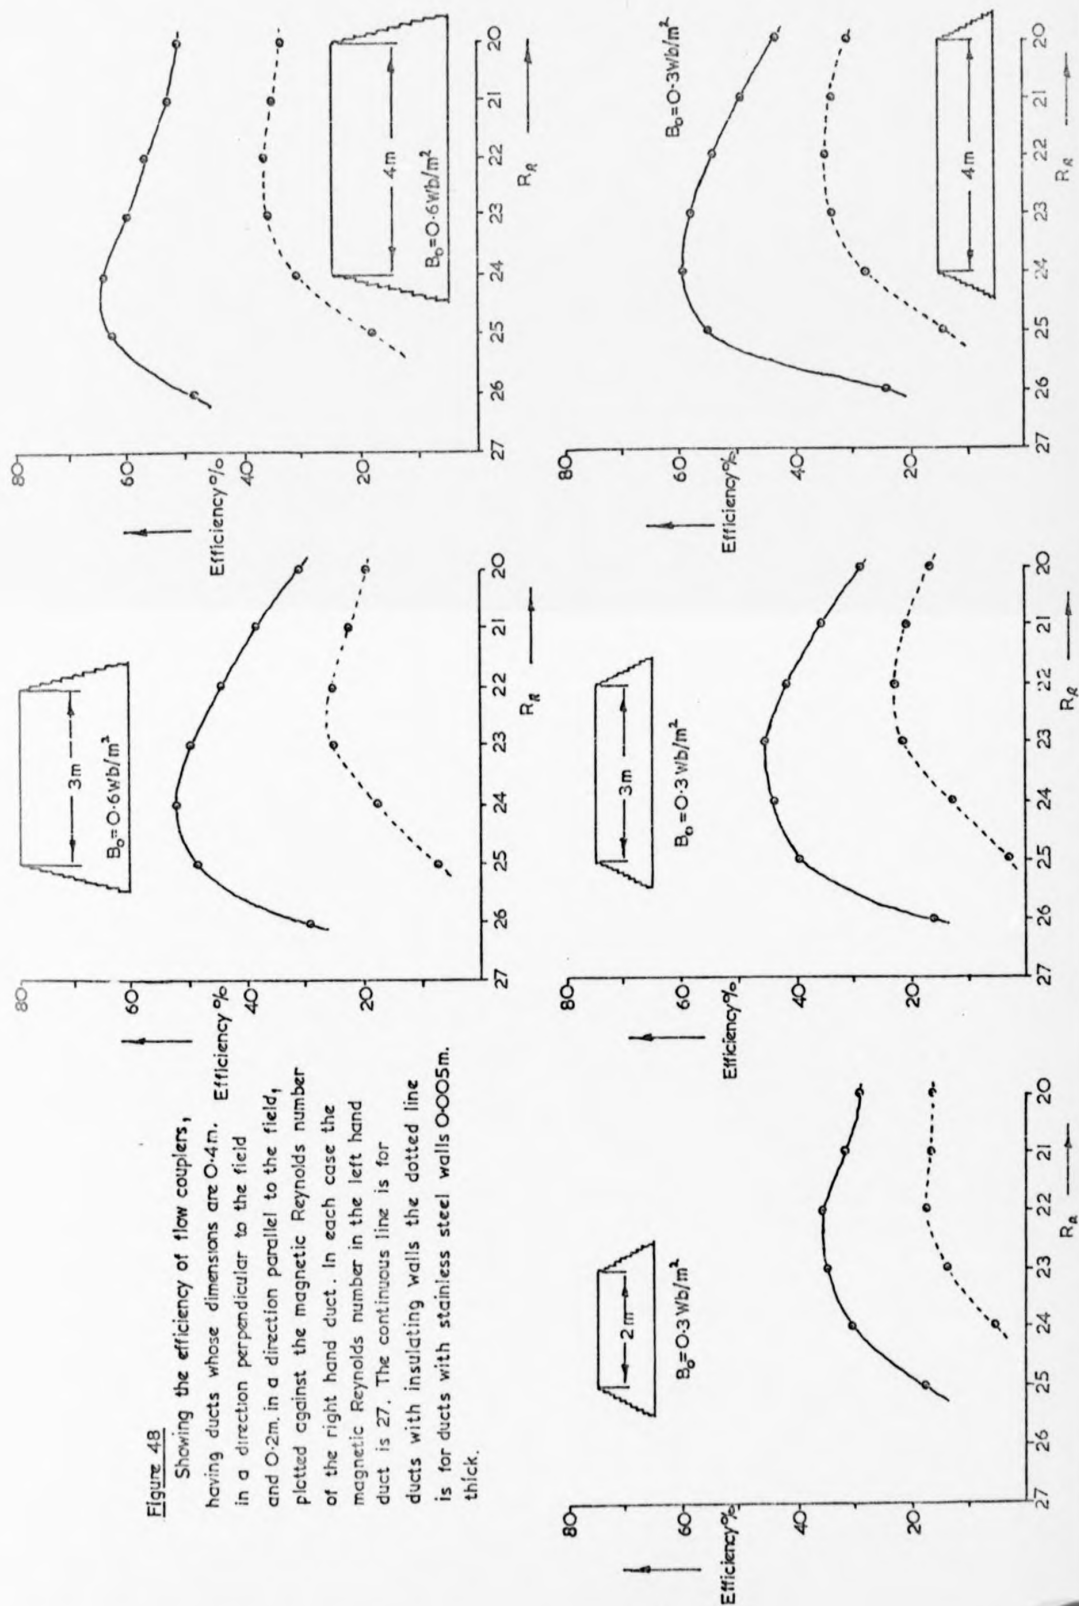 Figure 48
Showing the efficiency of flow couplers,
having ducts whose dimensions are 0·4m.
in a direction perpendicular to the field
and 0·2m. in a direction parallel to the field,
plotted against the magnetic Reynolds number
of the right hand duct. In each case the
magnetic Reynolds number in the left hand
duct is 27. The continuous line is for
ducts with insulating walls the dotted line
is for ducts with stainless steel walls 0·005m.
thick.
Efficiency %
80
60
40
20
3m
B₀=0·6Wb/m²
27 26 25 24 23 22 21 20
R_R
Efficiency %
80
60
40
20
4m
B₀=0·6Wb/m²
27 26 25 24 23 22 21 20
R_R
Efficiency%
80
60
40
20
2m
B₀=0·3Wb/m²
27 26 25 24 23 22 21 20
R_R
Efficiency%
80
60
40
20
3m
B₀=0·3Wb/m²
27 26 25 24 23 22 21 20
R_R
Efficiency%
80
60
40
20
B₀=0·3Wb/m²
4m
27 26 25 24 23 22 21 20
R_R